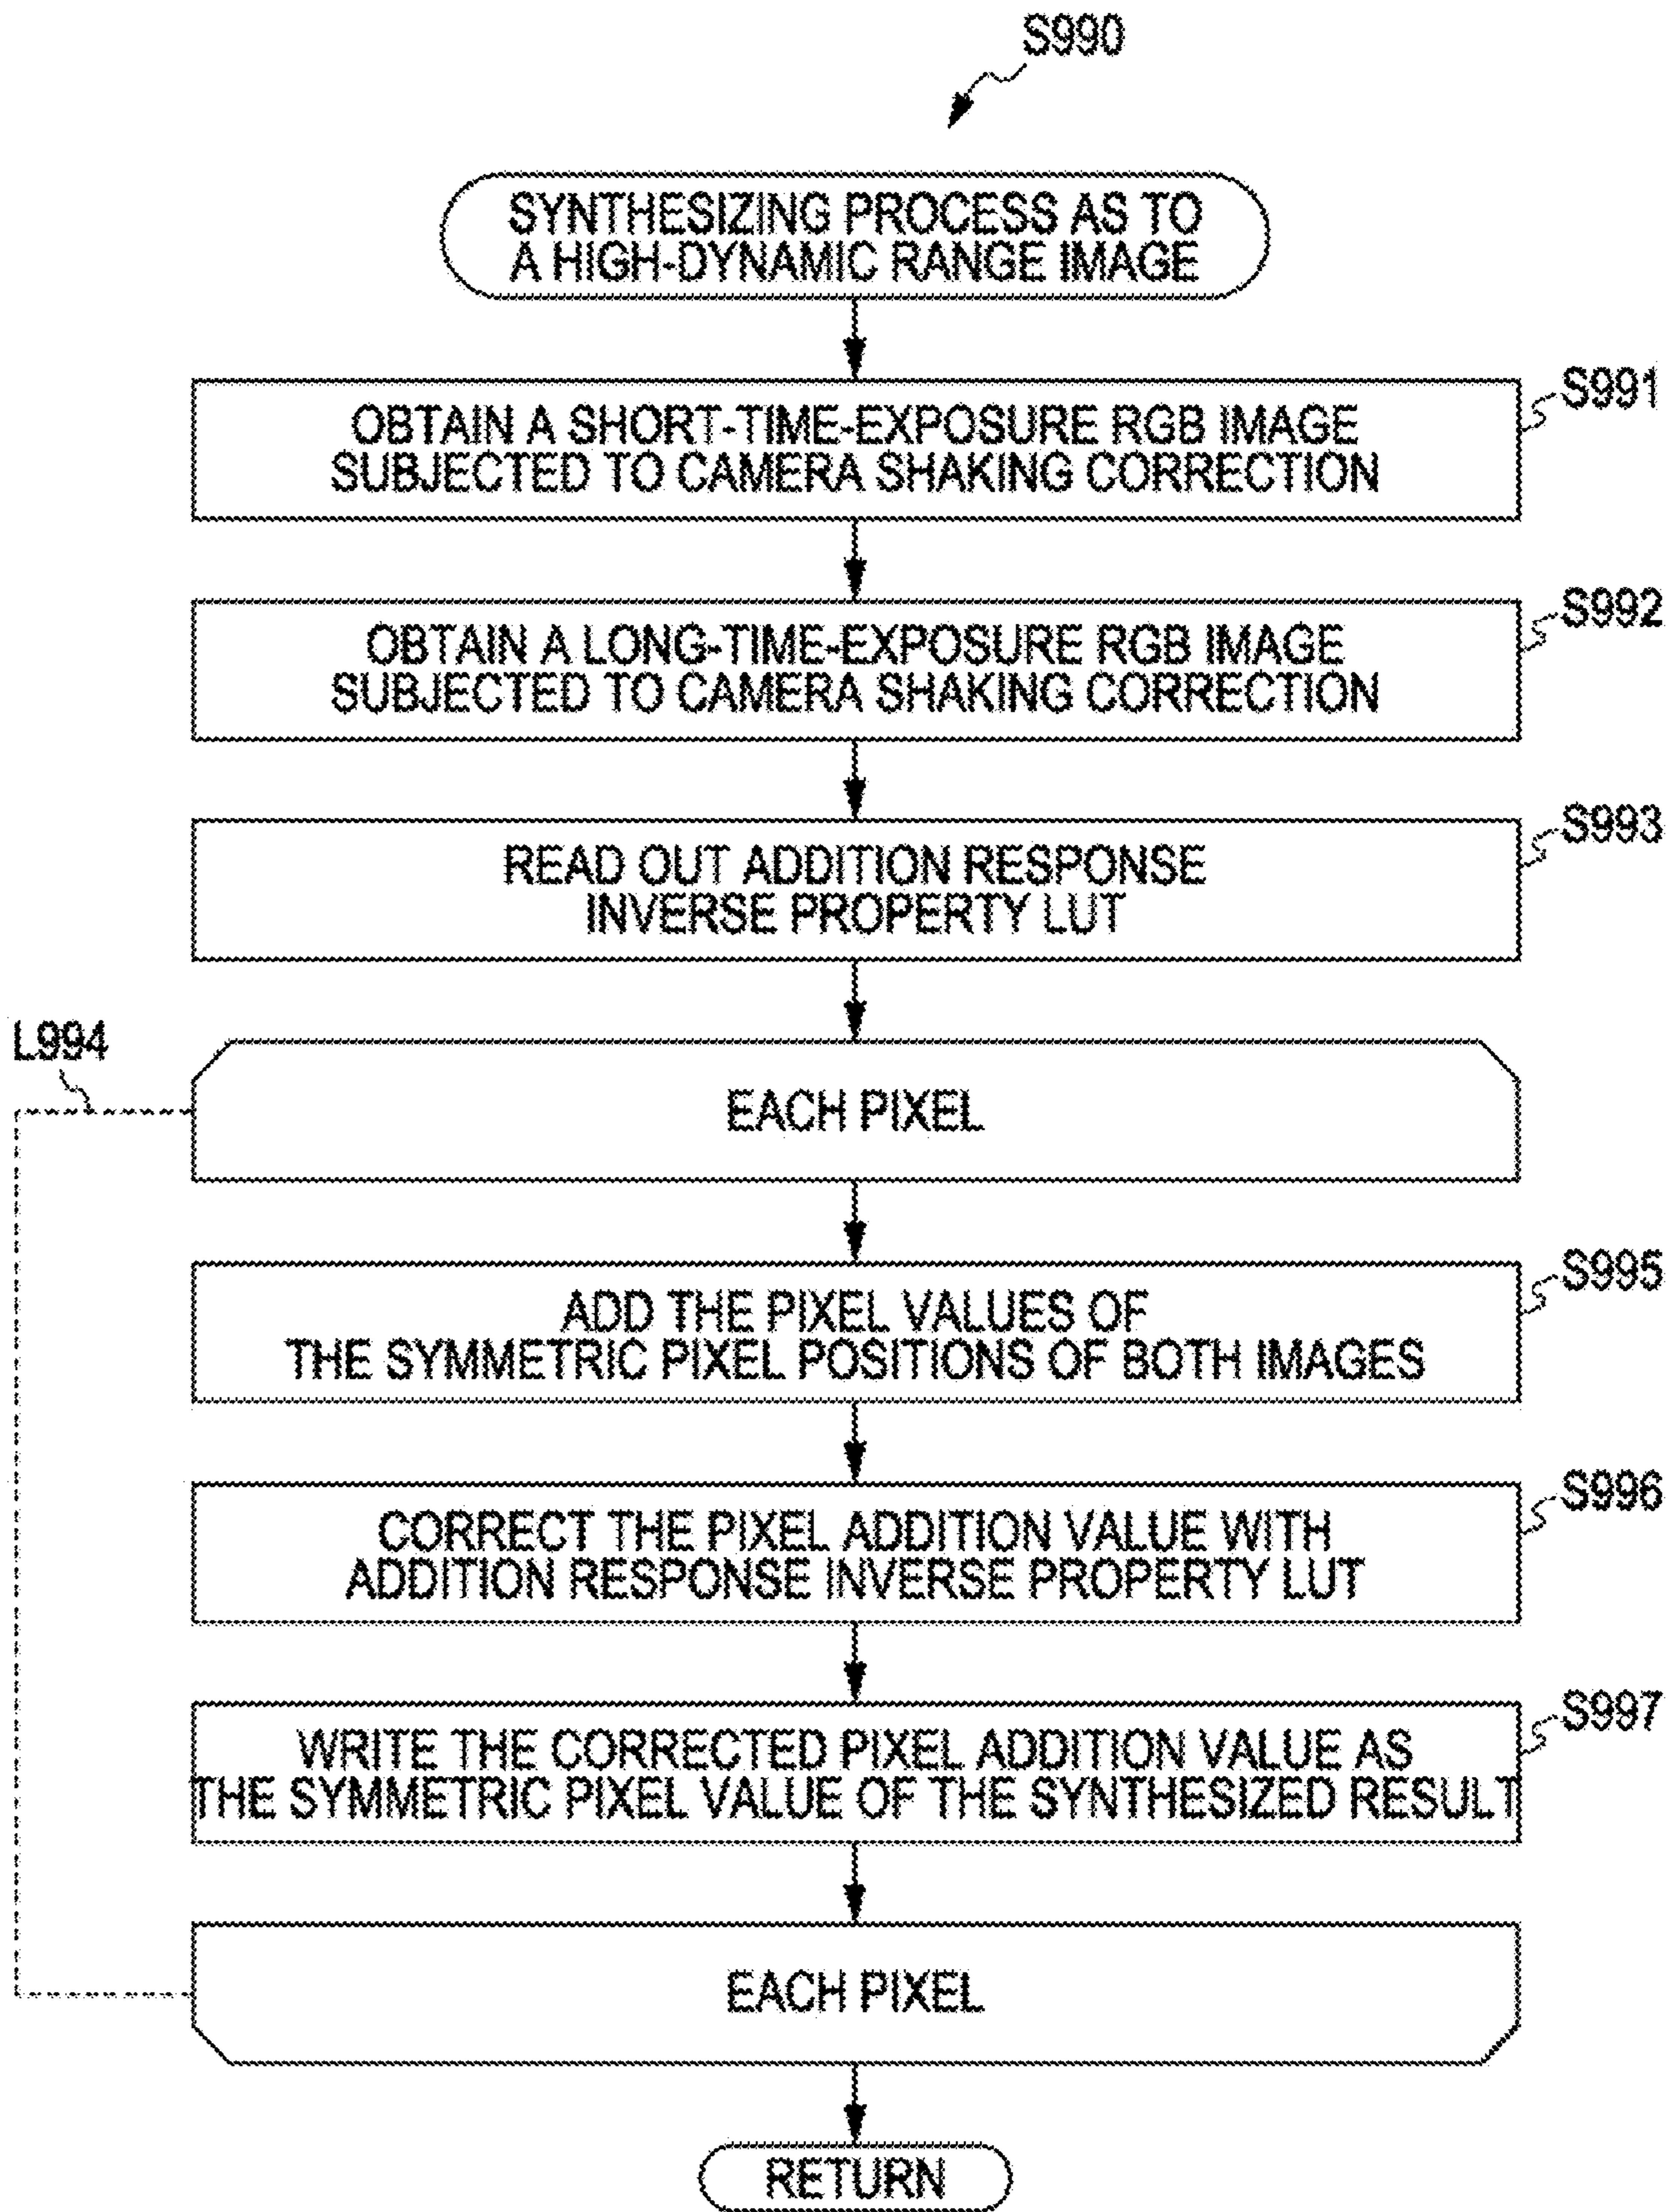 S990
SYNTHESIZING PROCESS AS TO
A HIGH-DYNAMIC RANGE IMAGE
S991
OBTAIN A SHORT-TIME-EXPOSURE RGB IMAGE
SUBJECTED TO CAMERA SHAKING CORRECTION
S992
OBTAIN A LONG-TIME-EXPOSURE RGB IMAGE
SUBJECTED TO CAMERA SHAKING CORRECTION
S993
READ OUT ADDITION RESPONSE
INVERSE PROPERTY LUT
L994
EACH PIXEL
S995
ADD THE PIXEL VALUES OF
THE SYMMETRIC PIXEL POSITIONS OF BOTH IMAGES
S996
CORRECT THE PIXEL ADDITION VALUE WITH
ADDITION RESPONSE INVERSE PROPERTY LUT
S997
WRITE THE CORRECTED PIXEL ADDITION VALUE AS
THE SYMMETRIC PIXEL VALUE OF THE SYNTHESIZED RESULT
EACH PIXEL
RETURN